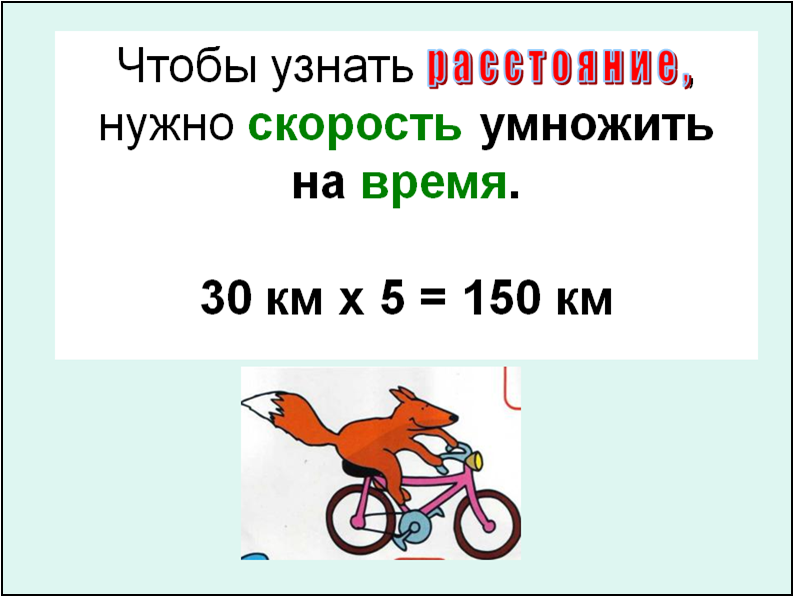 Чтобы узнать расстояние,
нужно скорость умножить
на время.
30 км х 5 = 150 км